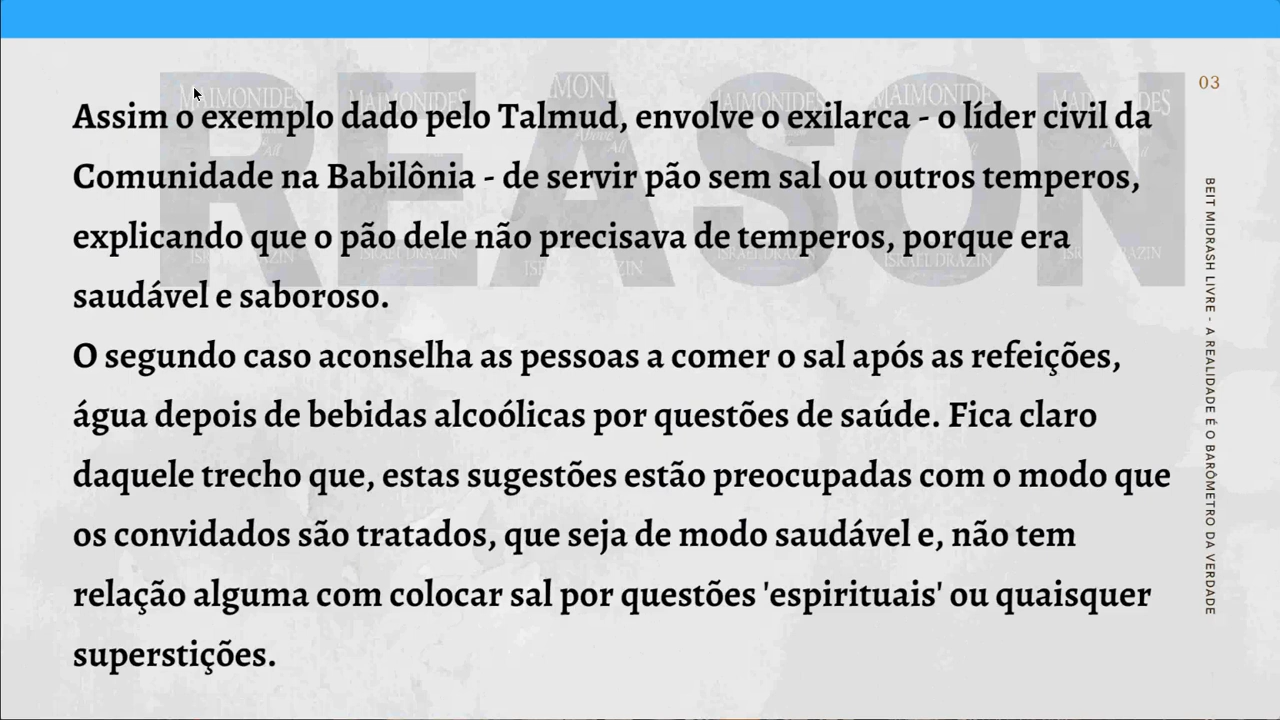 REASON
03
Assim o exemplo dado pelo Talmud, envolve o exilarca - o líder civil da
Comunidade na Babilônia - de servir pão sem sal ou outros temperos,
explicando que o pão dele não precisava de temperos, porque era
saudável e saboroso.
O segundo caso aconselha as pessoas a comer o sal após as refeições,
água depois de bebidas alcoólicas por questões de saúde. Fica claro
daquele trecho que, estas sugestões estão preocupadas com o modo que
os convidados são tratados, que seja de modo saudável e, não tem
relação alguma com colocar sal por questões 'espirituais' ou quaisquer
superstições.
BEIT MIDRASH LIVRE - A REALIDADE É O BARÔMETRO DA VERDADE